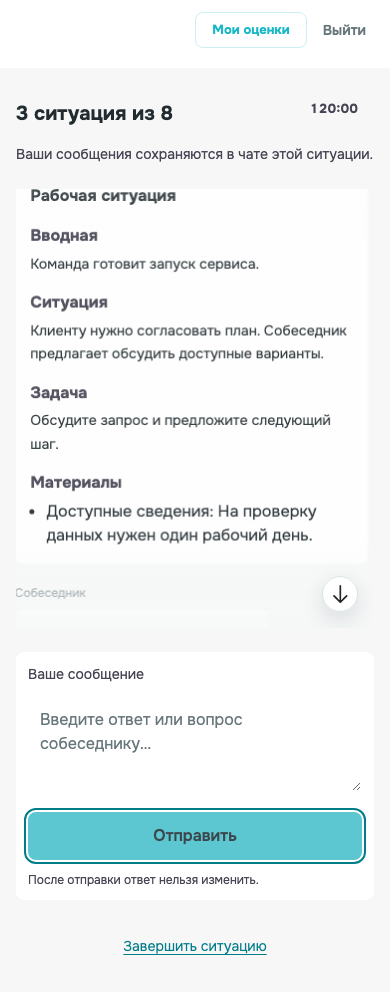 Мои оценки
Выйти
3 ситуация из 8
120:00
Ваши сообщения сохраняются в чате этой ситуации.
Рабочая ситуация
Вводная
Команда готовит запуск сервиса.
Ситуация
Клиенту нужно согласовать план. Собеседник
предлагает обсудить доступные варианты.
Задача
Обсудите запрос и предложите следующий
шаг.
Материалы
• Доступные сведения: На проверку
данных нужен один рабочий день.
Собеседник
Ваше сообщение
Введите ответ или вопрос
собеседнику...
Отправить
После отправки ответ нельзя изменить.
Завершить ситуацию